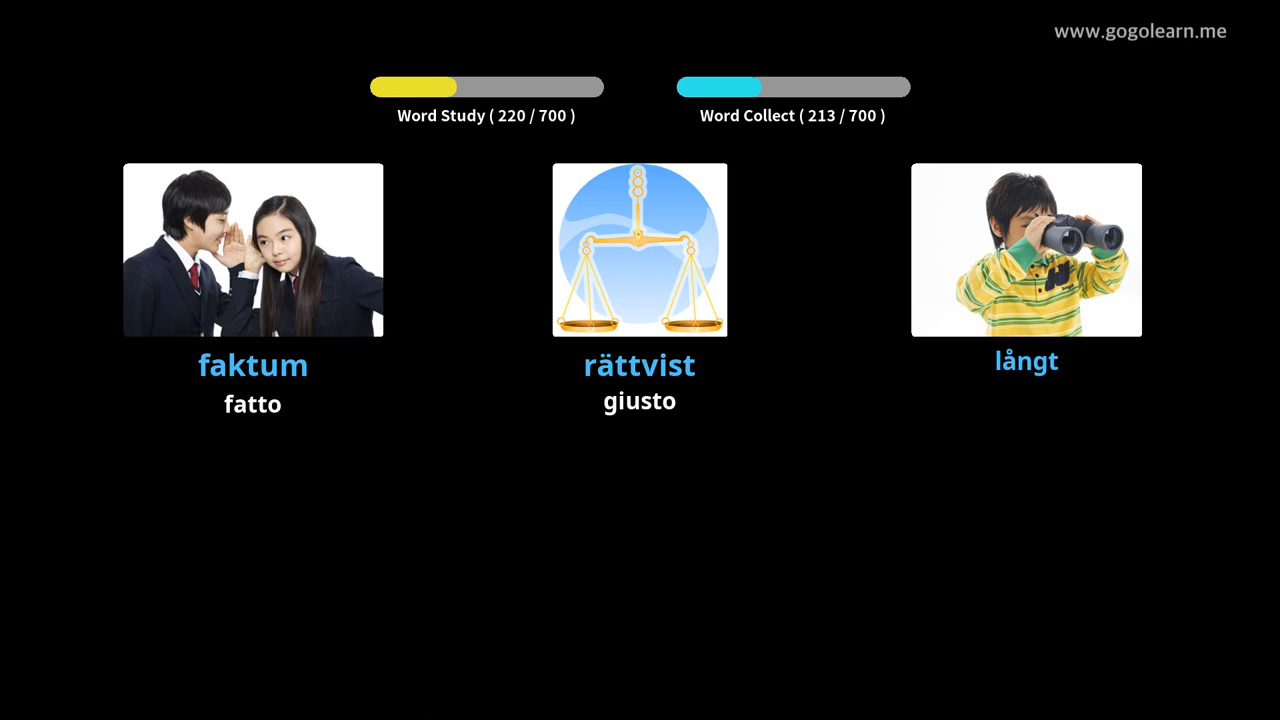 www.gogolearn.me
Word Study ( 220 / 700 )
Word Collect ( 213 / 700 )
faktum
fatto
rättvist
giusto
långt